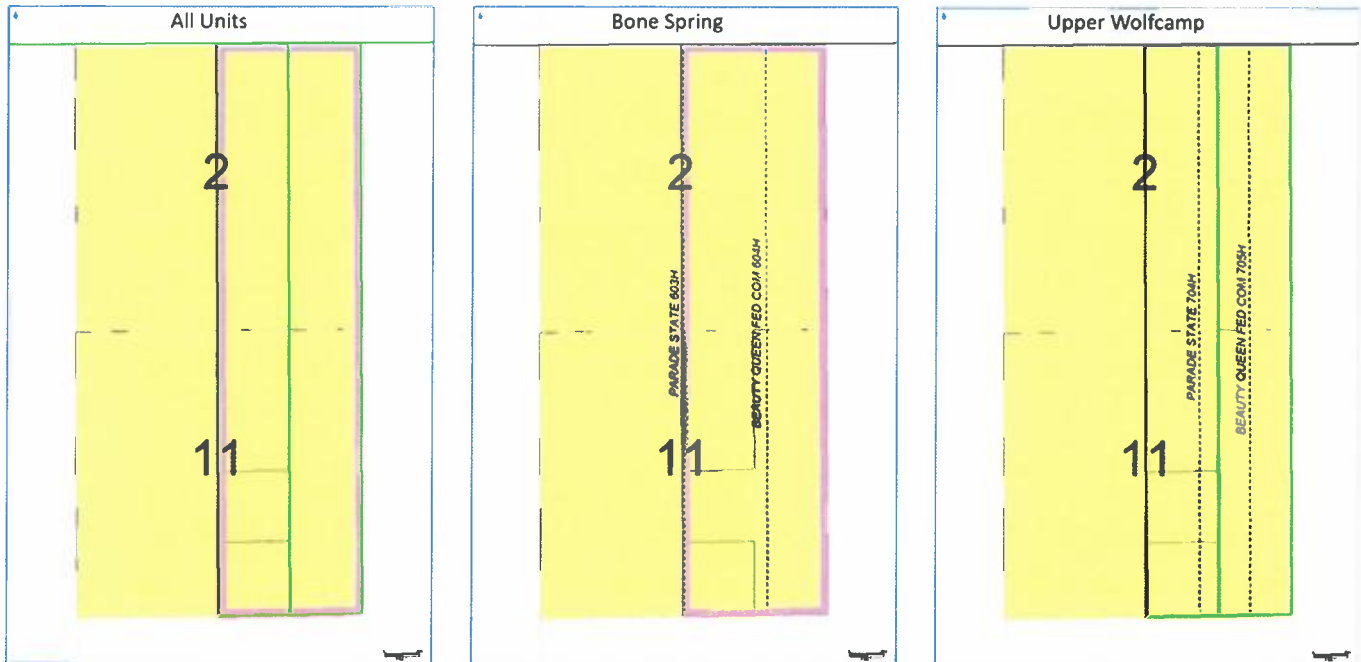 All Units
2
11
Bone Spring
2
PARADE STATE 603H
BEAUTY QUEEN FED COM 604H
11
Upper Wolfcamp
2
PARADE STATE 704H
BEAUTY QUEEN FED COM 705H
11